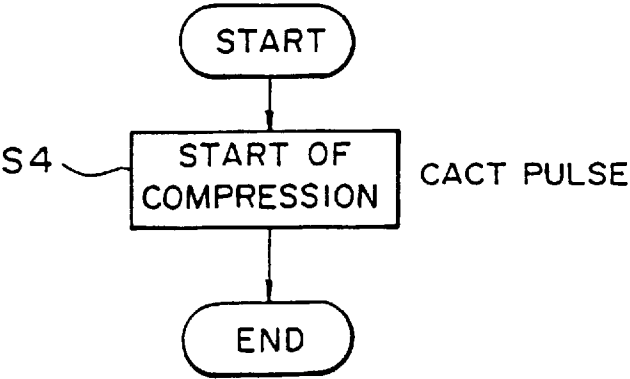 START
S4
START OF
COMPRESSION
CACT PULSE
END